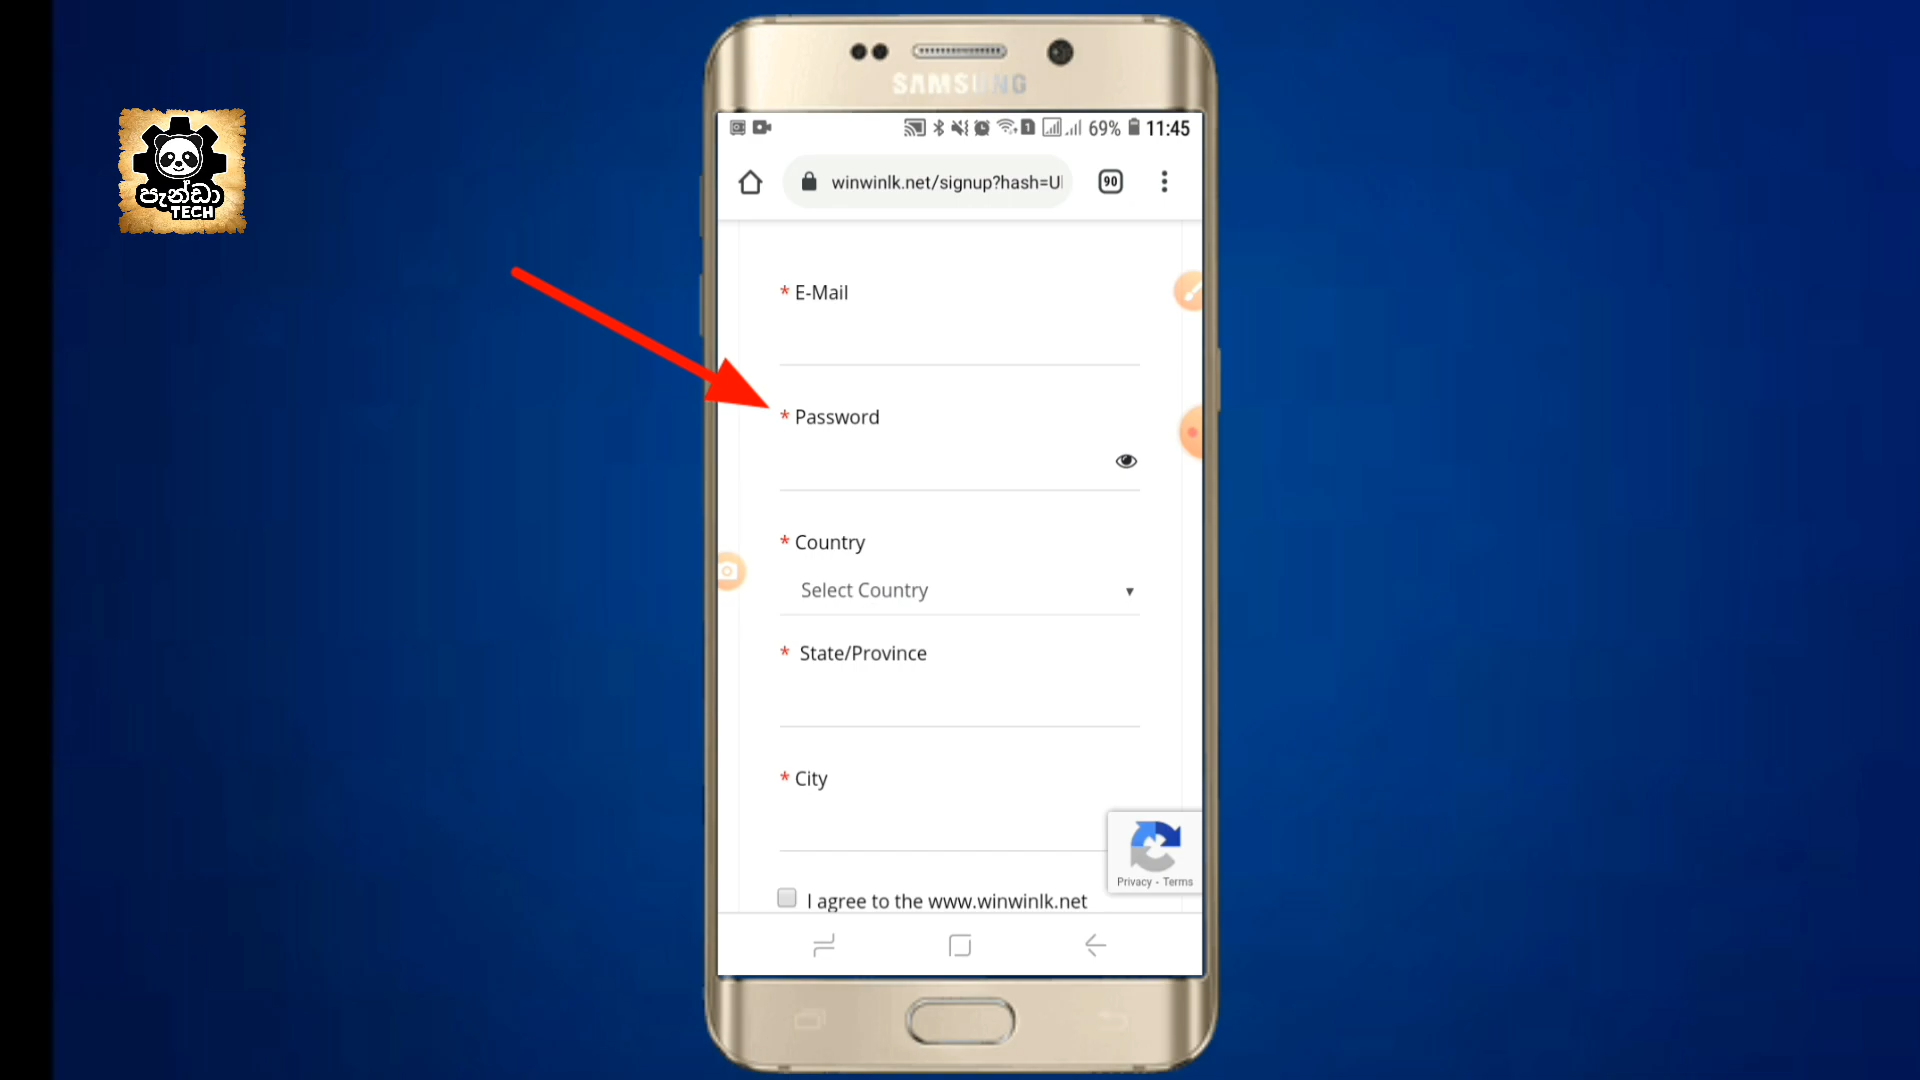 SAMSUNG
69% 11:45
winwinlk.net/signup?hash=U
90
පැන්ඩා
TECH
* E-Mail
* Password
* Country
Select Country
* State/Province
* City
Privacy - Terms
I agree to the www.winwinlk.net